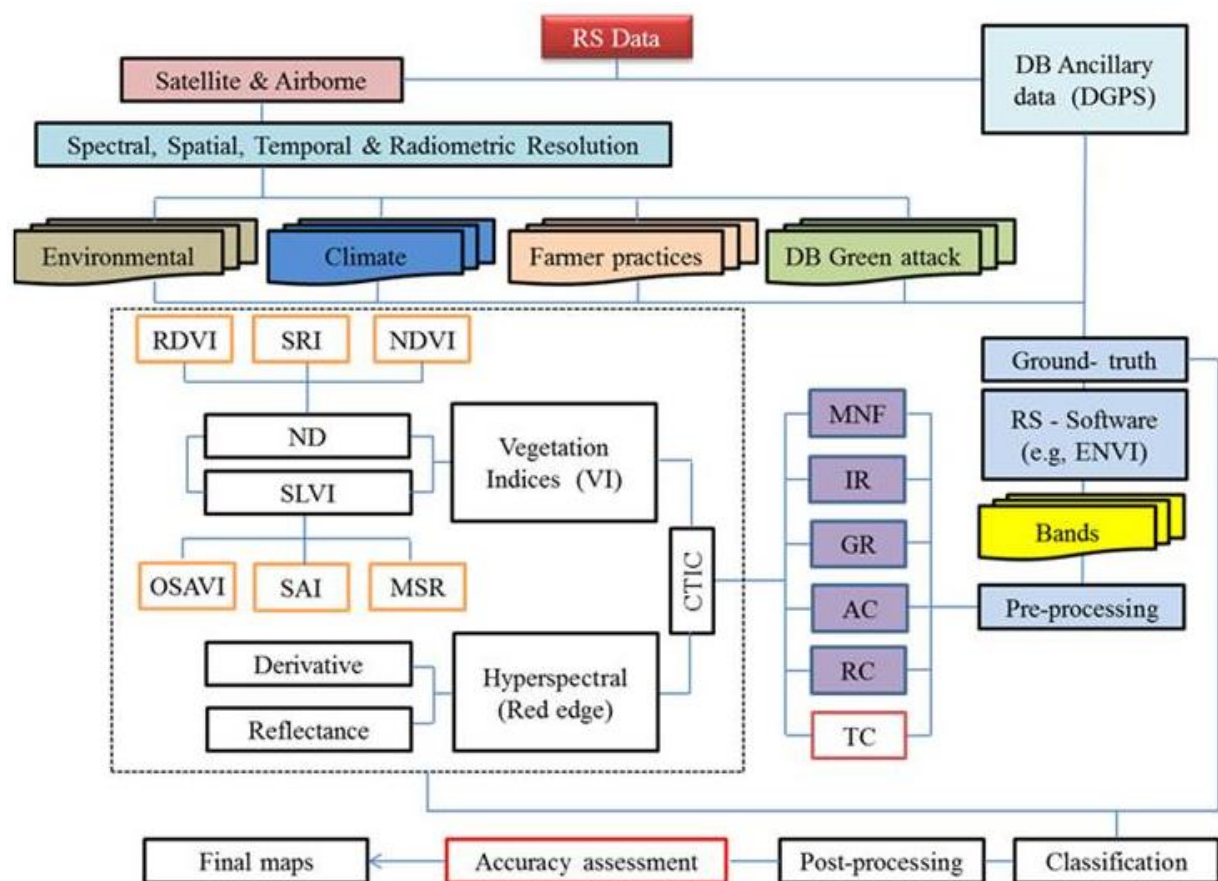 RS Data
Satellite & Airborne
DB Ancillary
data (DGPS)
Spectral, Spatial, Temporal & Radiometric Resolution
Environmental
Climate
Farmer practices
DB Green attack
RDVI
SRI
NDVI
ND
SLVI
Vegetation
Indices (VI)
OSAVI
SAI
MSR
Derivative
Reflectance
Hyperspectral
(Red edge)
CTIC
MNF
IR
GR
AC
RC
TC
Ground- truth
RS - Software
(e.g, ENVI)
Bands
Pre-processing
Final maps
Accuracy assessment
Post-processing
Classification